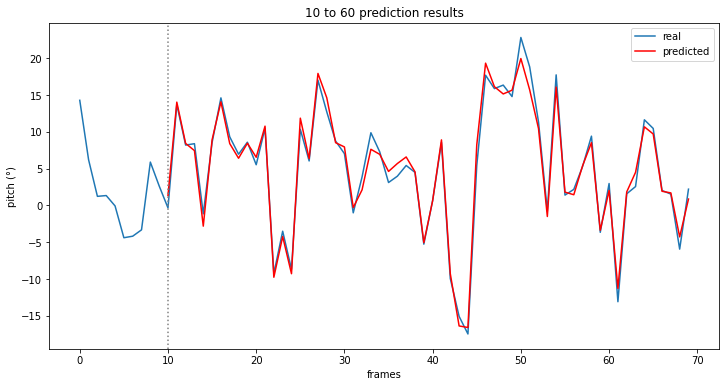 10 to 60 prediction results
real
predicted
pitch (°)
20
15
10
5
0
−5
−10
−15
0 10 20 30 40 50 60 70
frames